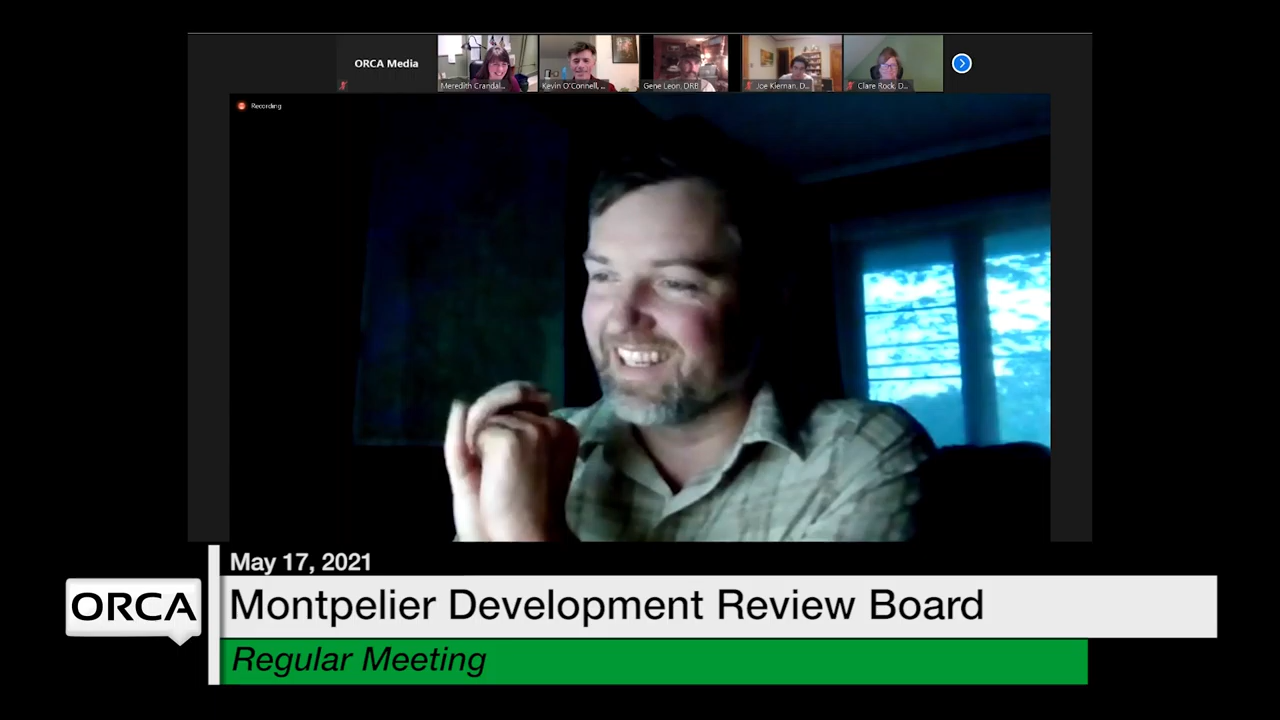 ORCA Media
Meredith Crandal...
Kevin O'Connell, ...
Gene Leon, DRB
Joe Kiernan, D...
Clare Rock, D...
Recording
May 17, 2021
ORCA
Montpelier Development Review Board
Regular Meeting